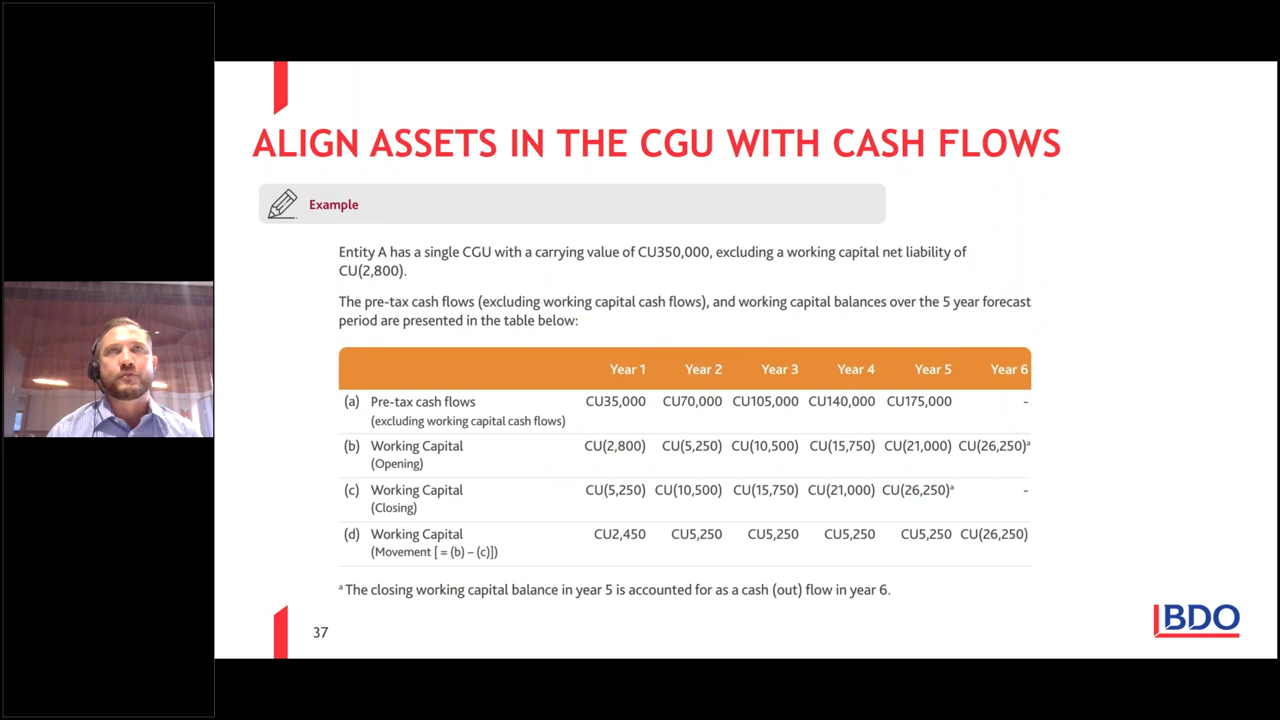 ALIGN ASSETS IN THE CGU WITH CASH FLOWS
Example
Entity A has a single CGU with a carrying value of CU350,000, excluding a working capital net liability of
CU(2,800).
The pre-tax cash flows (excluding working capital cash flows), and working capital balances over the 5 year forecast
period are presented in the table below:
Year 1 Year 2 Year 3 Year 4 Year 5 Year 6
(a) Pre-tax cash flows CU35,000 CU70,000 CU105,000 CU140,000 CU175,000 -
(excluding working capital cash flows)
(b) Working Capital CU(2,800) CU(5,250) CU(10,500) CU(15,750) CU(21,000) CU(26,250)ª
(Opening)
(c) Working Capital CU(5,250) CU(10,500) CU(15,750) CU(21,000) CU(26,250)ª -
(Closing)
(d) Working Capital CU2,450 CU5,250 CU5,250 CU5,250 CU5,250 CU(26,250)
(Movement [ = (b) – (c)])
ª The closing working capital balance in year 5 is accounted for as a cash (out) flow in year 6.
37
BDO